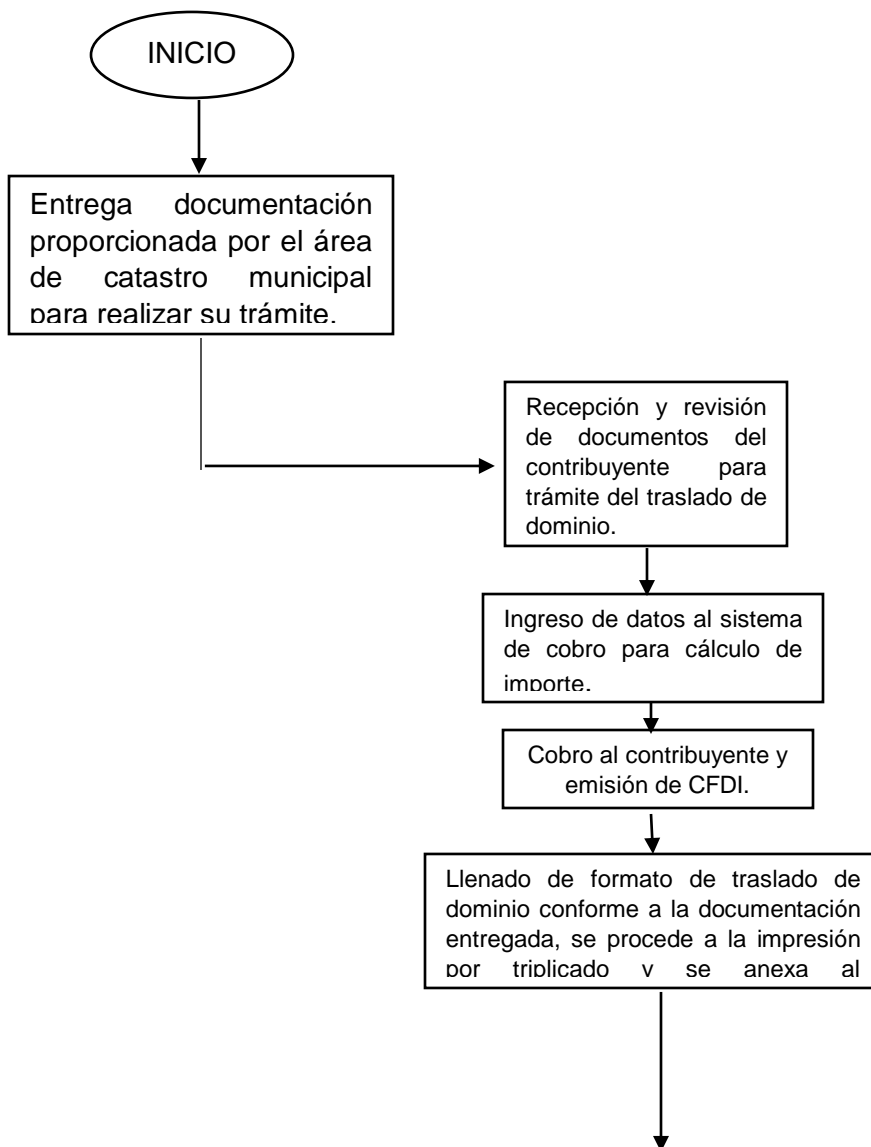 INICIO
Entrega documentación
proporcionada por el área
de catastro municipal
para realizar su trámite.
Recepción y revisión
de documentos del
contribuyente para
trámite del traslado de
dominio.
Ingreso de datos al sistema
de cobro para cálculo de
importe.
Cobro al contribuyente y
emisión de CFDI.
Llenado de formato de traslado de
dominio conforme a la documentación
entregada, se procede a la impresión
por triplicado y se anexa al